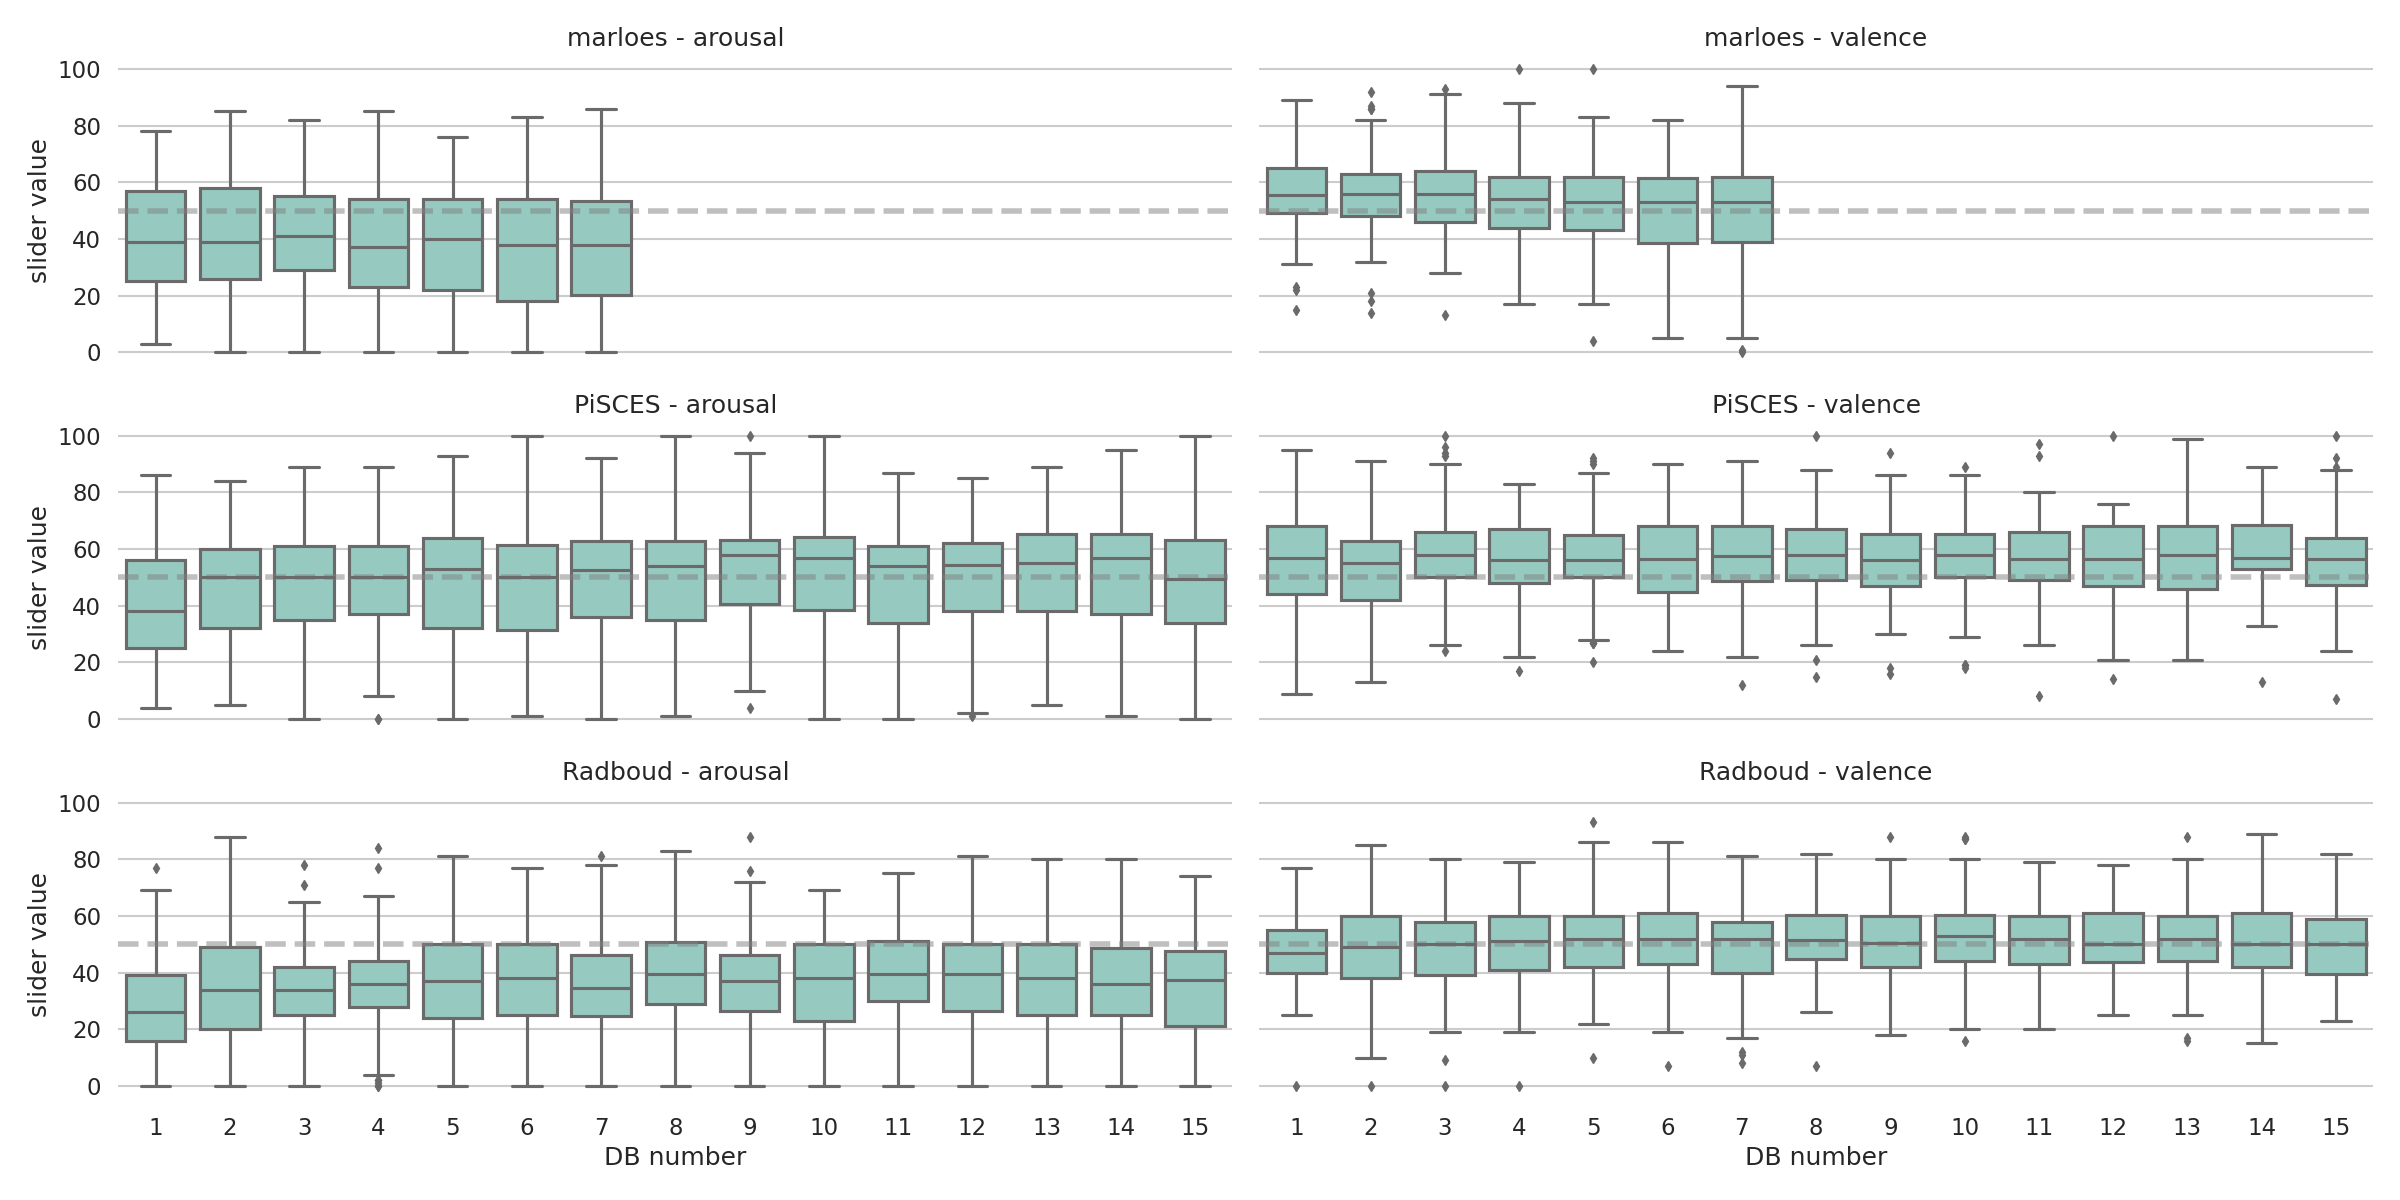 marloes - arousal
marloes - valence
100
80
60
40
20
0
slider value
PiSCES - arousal
PiSCES - valence
100
80
60
40
20
0
slider value
Radboud - arousal
Radboud - valence
100
80
60
40
20
0
slider value
1 2 3 4 5 6 7 8 9 10 11 12 13 14 15
1 2 3 4 5 6 7 8 9 10 11 12 13 14 15
DB number
DB number